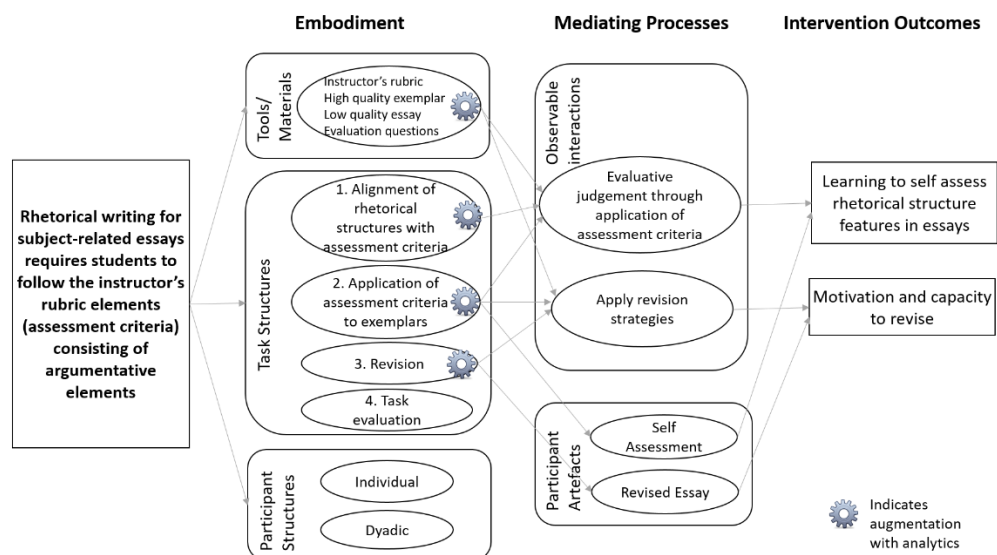 Embodiment
Mediating Processes
Intervention Outcomes
Rhetorical writing for
subject-related essays
requires students to
follow the instructor's
rubric elements
(assessment criteria)
consisting of
argumentative
elements
Tools/
Materials
Instructor's rubric
High quality exemplar
Low quality essay
Evaluation questions
Task Structures
1. Alignment of
rhetorical
structures with
assessment criteria
2. Application of
assessment criteria
to exemplars
3. Revision
4. Task
evaluation
Participant
Structures
Individual
Dyadic
Observable
interactions
Evaluative
judgement through
application of
assessment criteria
Apply revision
strategies
Participant
Artefacts
Self
Assessment
Revised Essay
Learning to self assess
rhetorical structure
features in essays
Motivation and capacity
to revise
Indicates
augmentation
with analytics